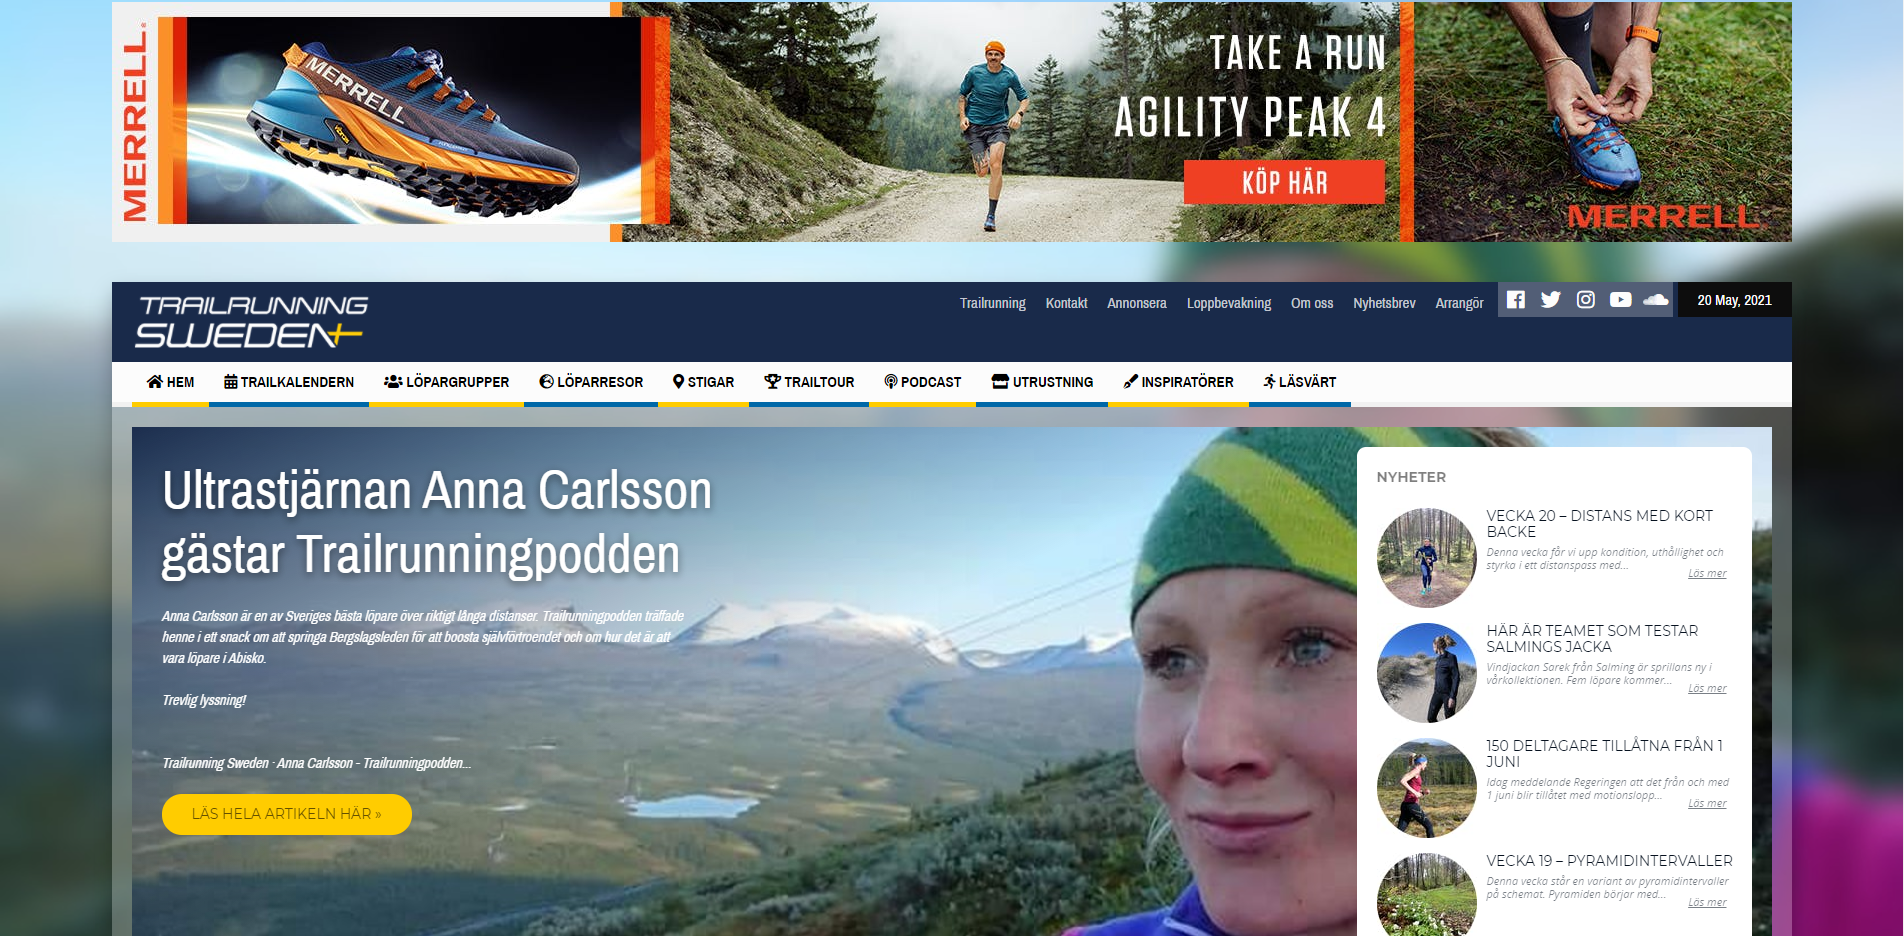 MERRELL
MERRELL
TAKE A RUN
AGILITY PEAK 4
KÖP HÄR
MERRELL
TRAILRUNNING
SWEDEN
Trailrunning Kontakt Annonsera Loppbevakning Om oss Nyhetsbrev Arrangör
20 May, 2021
HEM TRAILKALENDERN LÖPARGRUPPER LÖPARRESOR STIGAR TRAILTOUR PODCAST UTRUSTNING INSPIRATÖRER LÄSVÄRT
Ultrastjärnan Anna Carlsson
gästar Trailrunningpodden
Anna Carlsson är en av Sveriges bästa löpare över riktigt långa distanser. Trailrunningpodden träffade
henne i ett snack om att springa Bergslagsleden för att boosta självförtroendet och om hur det är att
vara löpare i Abisko.
Trevlig lyssning!
Trailrunning Sweden · Anna Carlsson - Trailrunningpodden...
LÄS HELA ARTIKELN HÄR »
NYHETER
VECKA 20 – DISTANS MED KORT
BACKE
Denna vecka får vi upp kondition, uthållighet och
styrka i ett distanspass med...
Läs mer
HÄR ÄR TEAMET SOM TESTAR
SALMINGS JACKA
Vindjackan Sarek från Salming är sprillans ny i
vårkollektionen. Fem löpare kommer...
Läs mer
150 DELTAGARE TILLÅTNA FRÅN 1
JUNI
Idag meddelande Regeringen att det från och med
1 juni blir tillåtet med motionslopp...
Läs mer
VECKA 19 – PYRAMIDINTERVALLER
Denna vecka står en variant av pyramidintervaller
på schemat. Pyramiden börjar med...
Läs mer